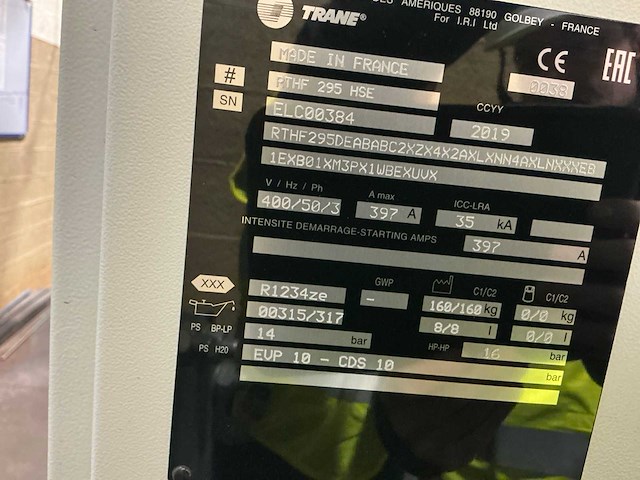 DES AMERIQUES 88190 GOLBEY - FRANCE
TRANE® For I.R.I Ltd
MADE IN FRANCE
CE EAC
# RTHF 295 HSE 0038
SN ELC00384 CCYY
2019
RTHF295DEABABC2XZX4X2AXLXNN4AXLNXXXEB
1EXB01XM3PX1WBEXUVX
V / Hz / Ph A max ICC-LRA
400/50/3 397 A 35 kA
INTENSITE DEMARRAGE-STARTING AMPS 397 A
XXX R1234ze GWP C1/C2 C1/C2
- 160/160 kg 0/0 kg
00315/317 8/8 l 0/0 l
PS BP-LP 14 bar HP-HP 16 bar
PS H20 EVP 10 - CDS 10 bar